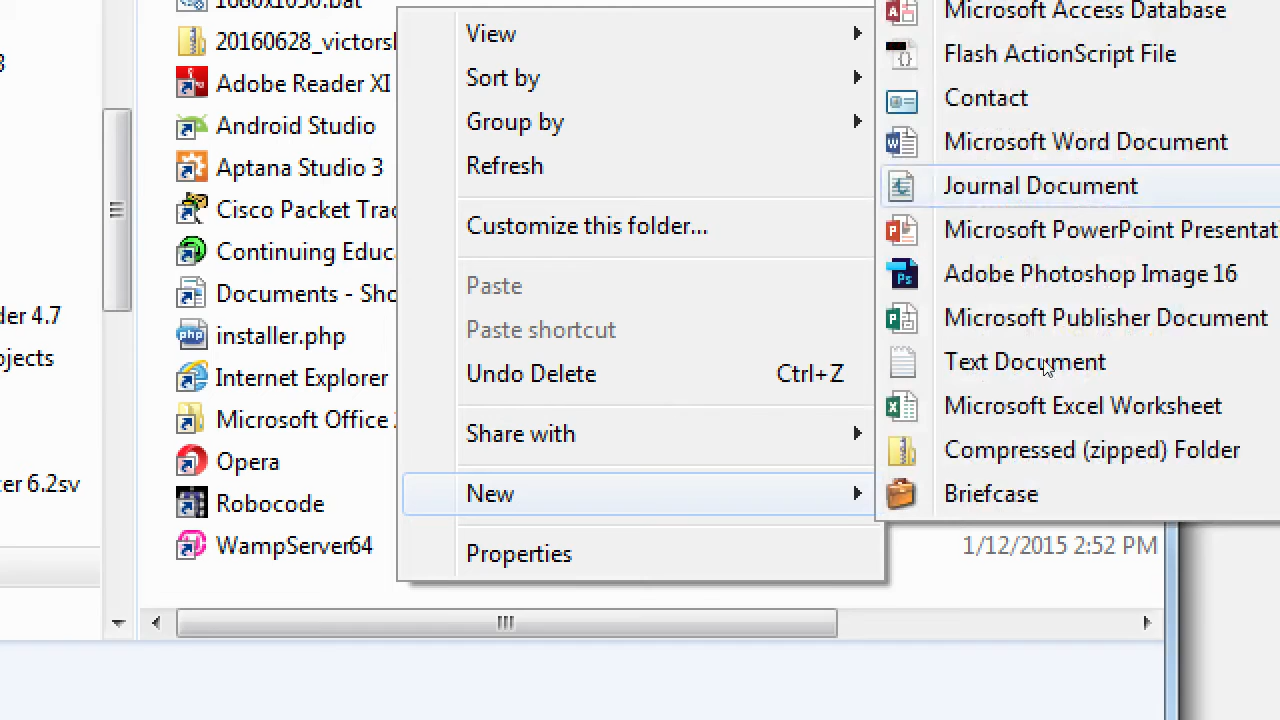 1080x1050.bat
20160628_victorsl
Adobe Reader XI
Android Studio
Aptana Studio 3
Cisco Packet Trac
Continuing Educ
Documents - Sho
installer.php
Internet Explorer
Microsoft Office
Opera
Robocode
WampServer64
der 4.7
ojects
ter 6.2sv
View
Sort by
Group by
Refresh
Customize this folder...
Paste
Paste shortcut
Undo Delete Ctrl+Z
Share with
New
Properties
Microsoft Access Database
Flash ActionScript File
Contact
Microsoft Word Document
Journal Document
Microsoft PowerPoint Presentat
Adobe Photoshop Image 16
Microsoft Publisher Document
Text Document
Microsoft Excel Worksheet
Compressed (zipped) Folder
Briefcase
1/12/2015 2:52 PM